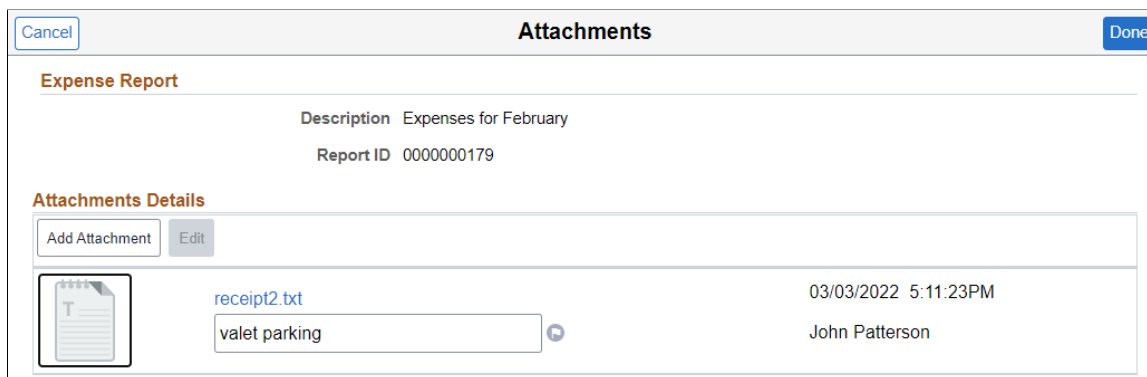 Cancel
Attachments
Done
Expense Report
Description Expenses for February
Report ID 0000000179
Attachments Details
Add Attachment
Edit
T
receipt2.txt
03/03/2022 5:11:23PM
valet parking
John Patterson